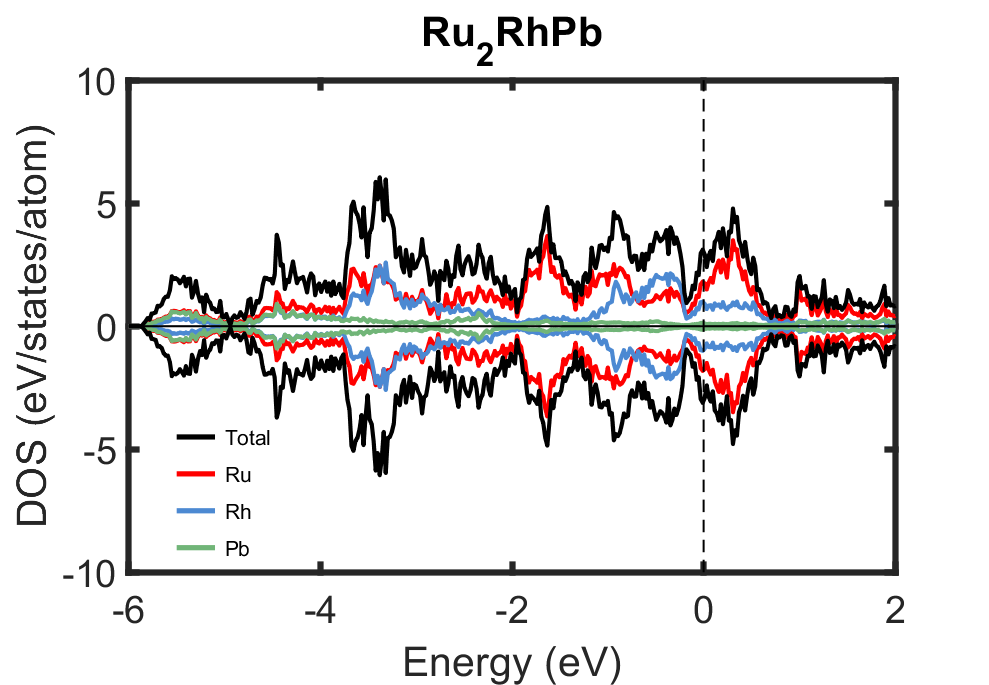 Ru2RhPb
10
5
0
-5
-10
DOS (eV/states/atom)
Total
Ru
Rh
Pb
-6 -4 -2 0 2
Energy (eV)